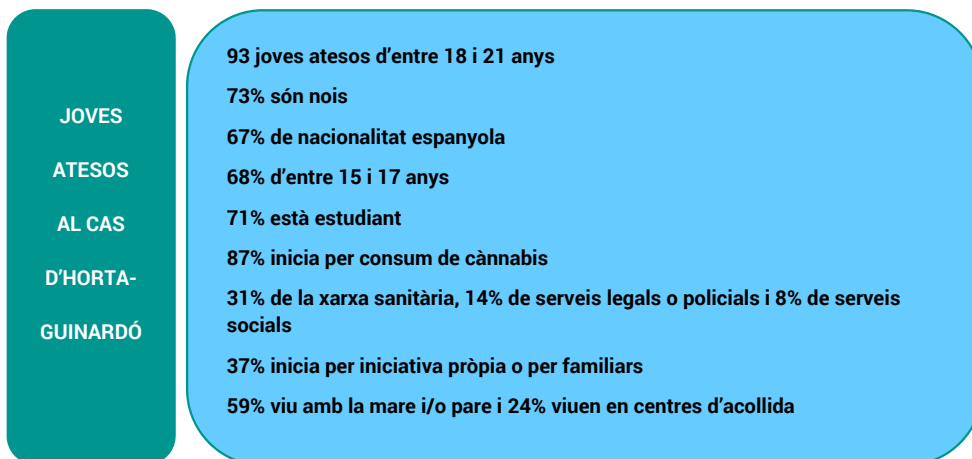 JOVES
ATESOS
AL CAS
D'HORTA-
GUINARDÓ
93 joves atesos d'entre 18 i 21 anys
73% són nois
67% de nacionalitat espanyola
68% d'entre 15 i 17 anys
71% està estudiant
87% inicia per consum de cànnabis
31% de la xarxa sanitària, 14% de serveis legals o policials i 8% de serveis
socials
37% inicia per iniciativa pròpia o per familiars
59% viu amb la mare i/o pare i 24% viuen en centres d'acollida